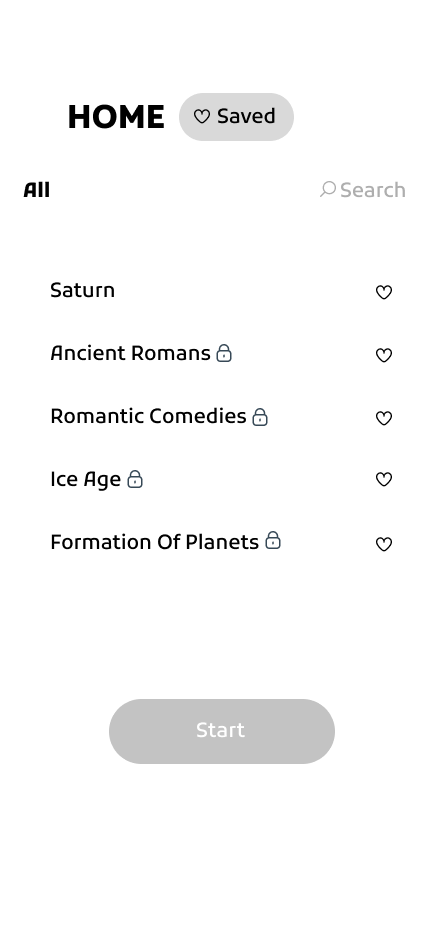 HOME Saved
All Search
Saturn
Ancient Romans
Romantic Comedies
Ice Age
Formation Of Planets
Start